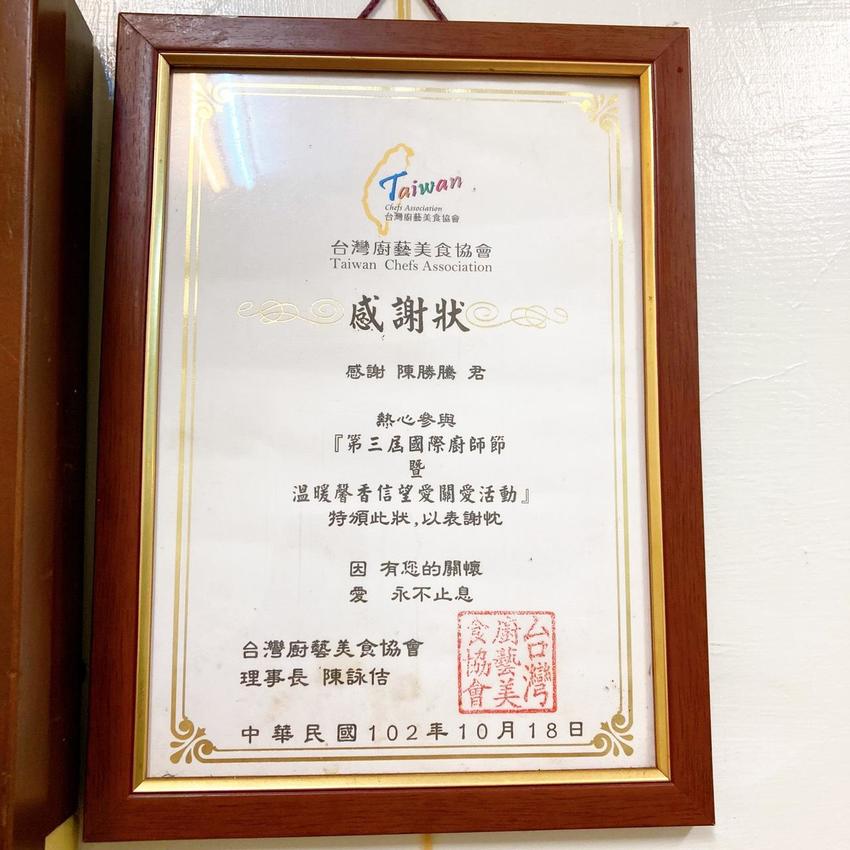 Taiwan
Chefs Association
台灣廚藝美食協會
台灣廚藝美食協會
Taiwan Chefs Association
感謝狀
感謝 陳勝騰 君
熱心參與
『第三屆國際廚師節
暨
溫暖馨香信望愛關愛活動』
特頒此狀,以表謝忱
因 有您的關懷
愛 永不止息
台灣廚藝美食協會
理事長 陳詠佶
台灣廚藝美食協會
中華民國102年10月18日